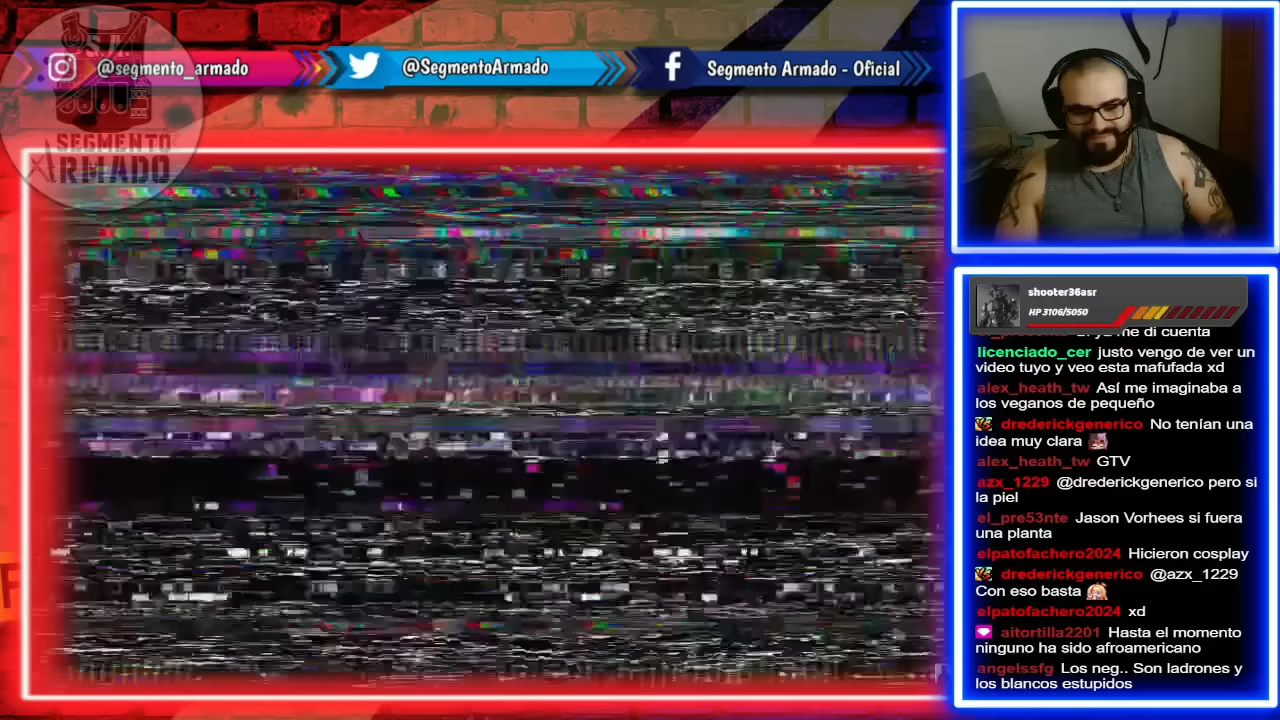 @segmento_armado
@SegmentoArmado
Segmento Armado - Oficial
S.A.
SEGMENTO
ARMADO
shooter36asr
HP 3106/5050
me di cuenta
licenciado_cer justo vengo de ver un
video tuyo y veo esta mafufada xd
alex_heath_tw Así me imaginaba a
los veganos de pequeño
drederickgenerico No tenían una
idea muy clara
alex_heath_tw GTV
azx_1229 @drederickgenerico pero si
la piel
el_pre53nte Jason Vorhees si fuera
una planta
elpatofachero2024 Hicieron cosplay
drederickgenerico @azx_1229
Con eso basta
elpatofachero2024 xd
aitortilla2201 Hasta el momento
ninguno ha sido afroamericano
angelssfg Los neg.. Son ladrones y
los blancos estupidos